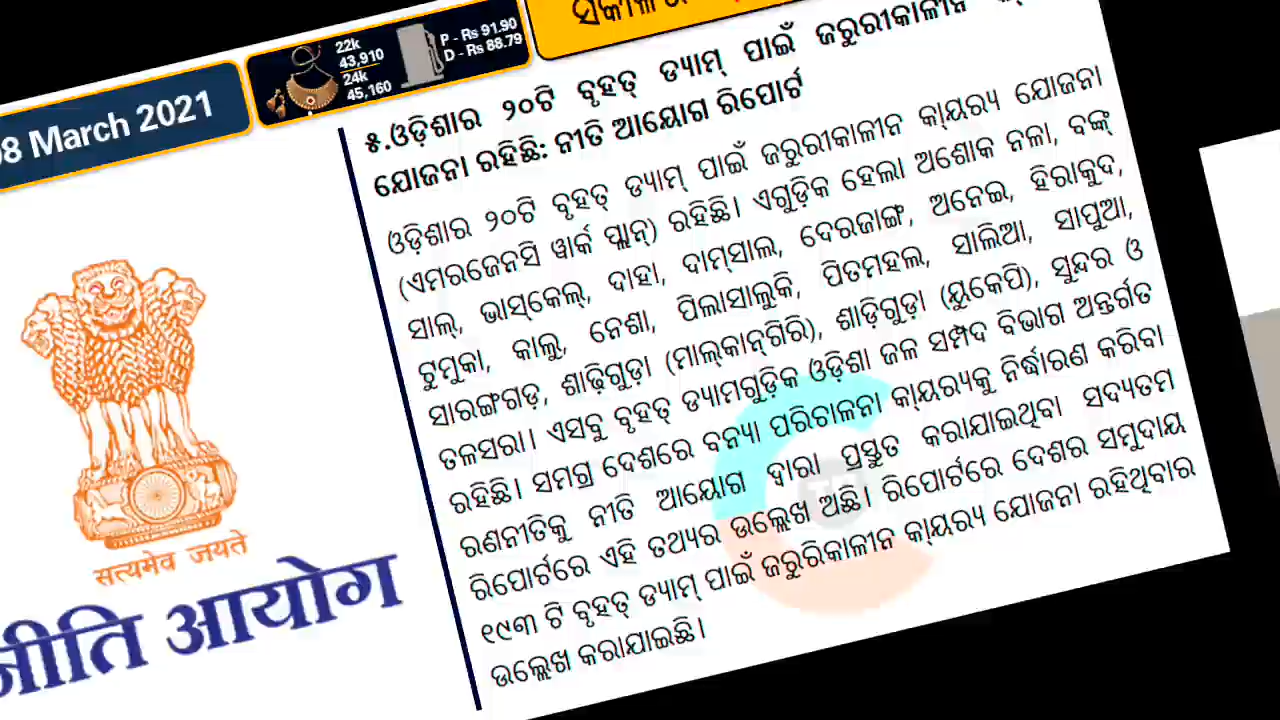 08 March 2021
22k
43,910
24k
45,160
P - Rs 91.90
D - Rs 88.79
୫.ଓଡ଼ିଶାର ୨୦ଟି ବୃହତ୍ ଡ୍ୟାମ୍ ପାଇଁ ଜରୁରୀକାଳୀନ
ଯୋଜନା ରହିଛି: ନୀତି ଆୟୋଗ ରିପୋର୍ଟ
ଓଡ଼ିଶାର ୨୦ଟି ବୃହତ୍ ଡ୍ୟାମ୍ ପାଇଁ ଜରୁରୀକାଳୀନ କା୍ୟର୍ୟ ଯୋଜନା
(ଏମରଜେନସି ୱାର୍କ ପ୍ଲାନ୍) ରହିଛି। ଏଗୁଡ଼ିକ ହେଲା ଅଶୋକ ନଳା, ବଙ୍କ୍
ସାଲ୍, ଭାସ୍କେଲ୍, ଦାହା, ଦାମ୍ସାଲ, ଦେରଜାଙ୍ଗ, ଅନେଇ, ହିରାକୁଦ,
ଟୁମୁକା, କାଲୁ, ନେଶା, ପିଲାସାଲୁକି, ପିତମହଲ, ସାଲିଆ, ସାପୁଆ,
ସାରଙ୍ଗଗଡ଼, ଶାଢ଼ିଗୁଡ଼ା (ମାଲ୍କାନ୍ଗିରି), ଶାଡ଼ିଗୁଡ଼ା (ୟୁକେପି), ସୁନ୍ଦର ଓ
ତଳସରା। ଏସବୁ ବୃହତ୍ ଡ୍ୟାମଗୁଡ଼ିକ ଓଡ଼ିଶା ଜଳ ସମ୍ପଦ ବିଭାଗ ଅନ୍ତର୍ଗତ
ରହିଛି। ସମଗ୍ର ଦେଶରେ ବନ୍ୟା ପରିଚାଳନା କା୍ୟର୍ୟକୁ ନିର୍ଦ୍ଧାରଣ କରିବା
ରଣନୀତିକୁ ନୀତି ଆୟୋଗ ଦ୍ୱାରା ପ୍ରସ୍ତୁତ କରାଯାଇଥିବା ସଦ୍ୟତମ
ରିପୋର୍ଟରେ ଏହି ତଥ୍ୟର ଉଲ୍ଲେଖ ଅଛି। ରିପୋର୍ଟରେ ଦେଶର ସମୁଦାୟ
୧୯୩ ଟି ବୃହତ୍ ଡ୍ୟାମ୍ ପାଇଁ ଜରୁରିକାଳୀନ କା୍ୟର୍ୟ ଯୋଜନା ରହିଥିବାର
ଉଲ୍ଲେଖ କରାଯାଇଛି।
सत्यमेव जयते
नीति आयोग